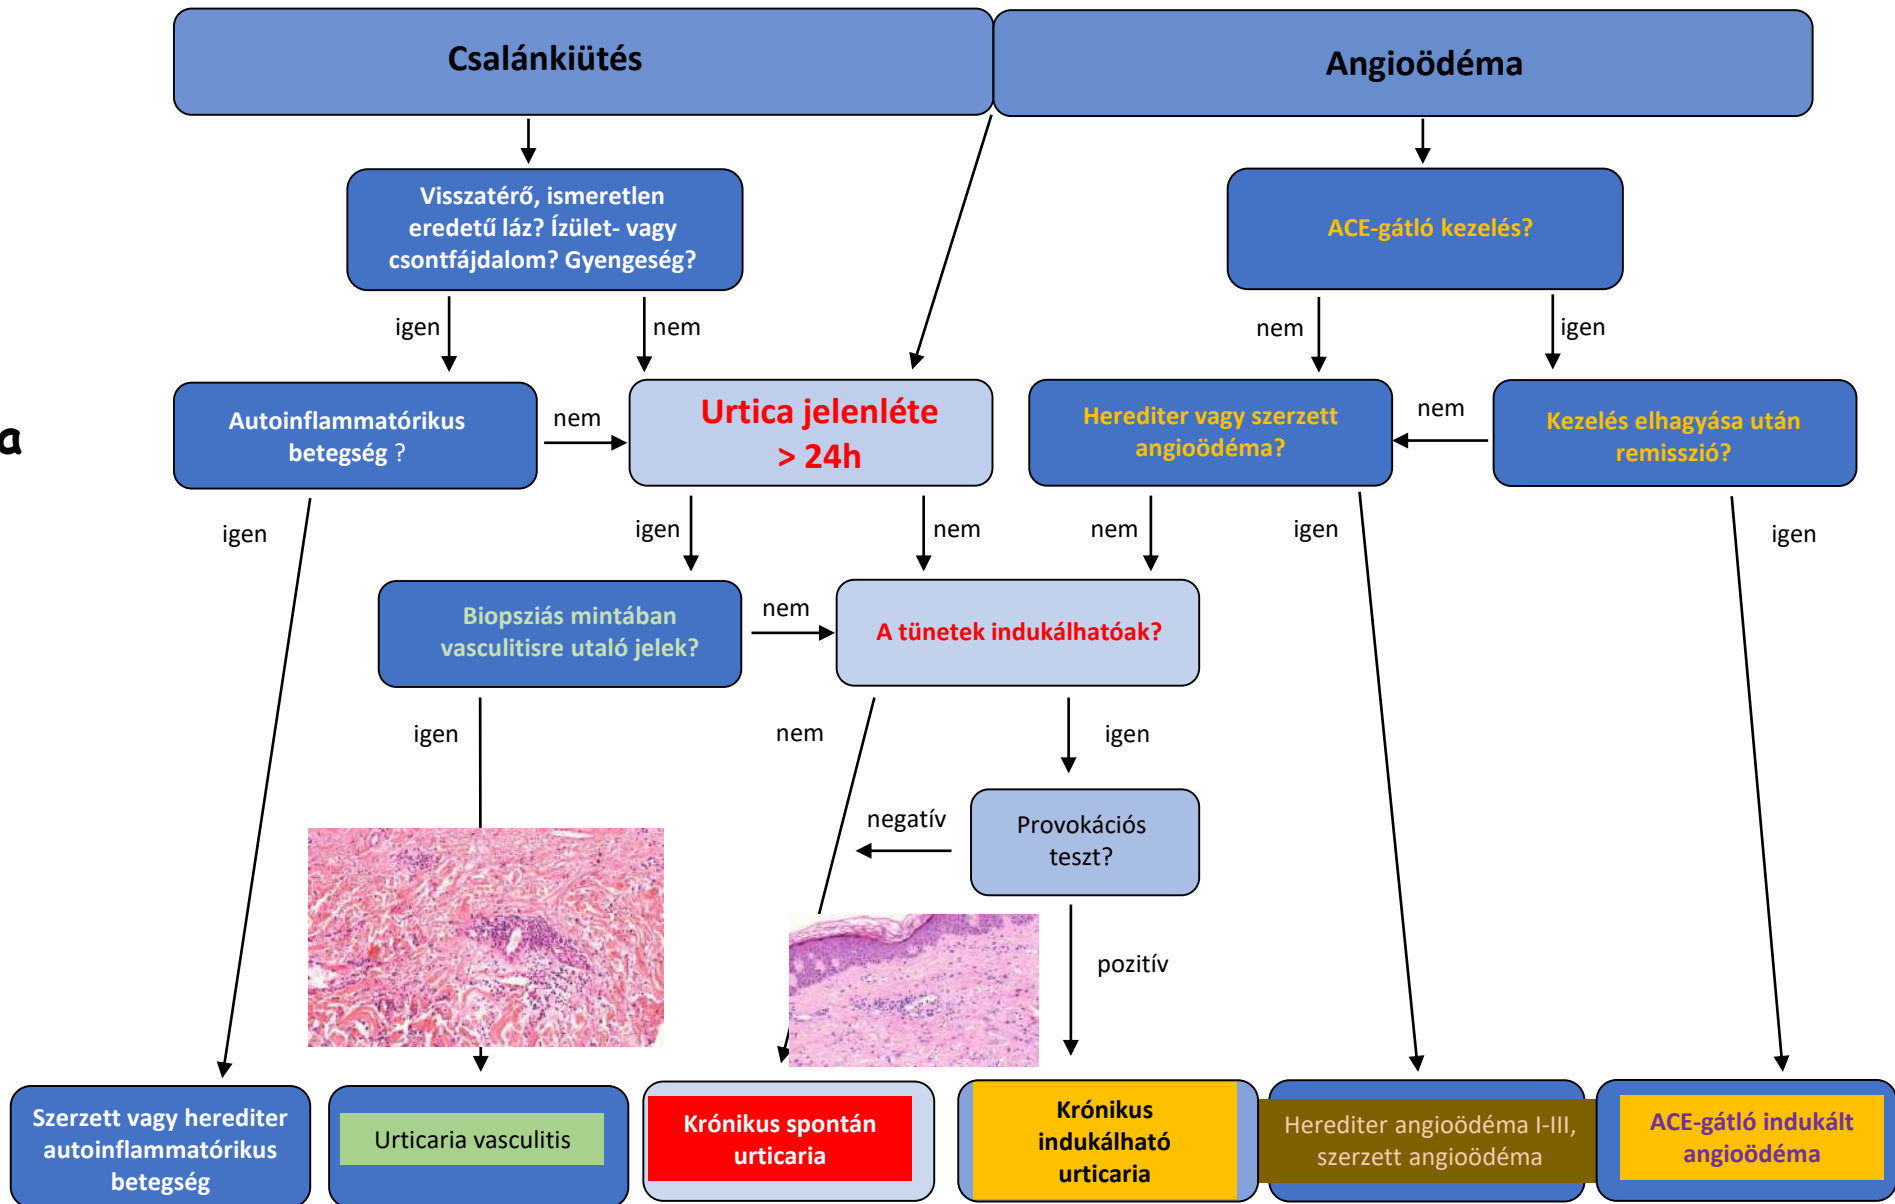 Csalánkiütés
Angioödéma
Visszatérő, ismeretlen
eredetű láz? Ízület- vagy
csontfájdalom? Gyengeség?
ACE-gátló kezelés?
igen
nem
nem
igen
a
Autoinflammatórikus
betegség ?
nem
Urtica jelenléte
> 24h
Herediter vagy szerzett
angioödéma?
nem
Kezelés elhagyása után
remisszió?
igen
igen
nem
nem
igen
igen
Biopsziás mintában
vasculitisre utaló jelek?
nem
A tünetek indukálhatóak?
igen
nem
igen
negatív
Provokációs
teszt?
pozitív
Szerzett vagy herediter
autoinflammatórikus
betegség
Urticaria vasculitis
Krónikus spontán
urticaria
Krónikus
indukálható
urticaria
Herediter angioödéma I-III,
szerzett angioödéma
ACE-gátló indukált
angioödéma